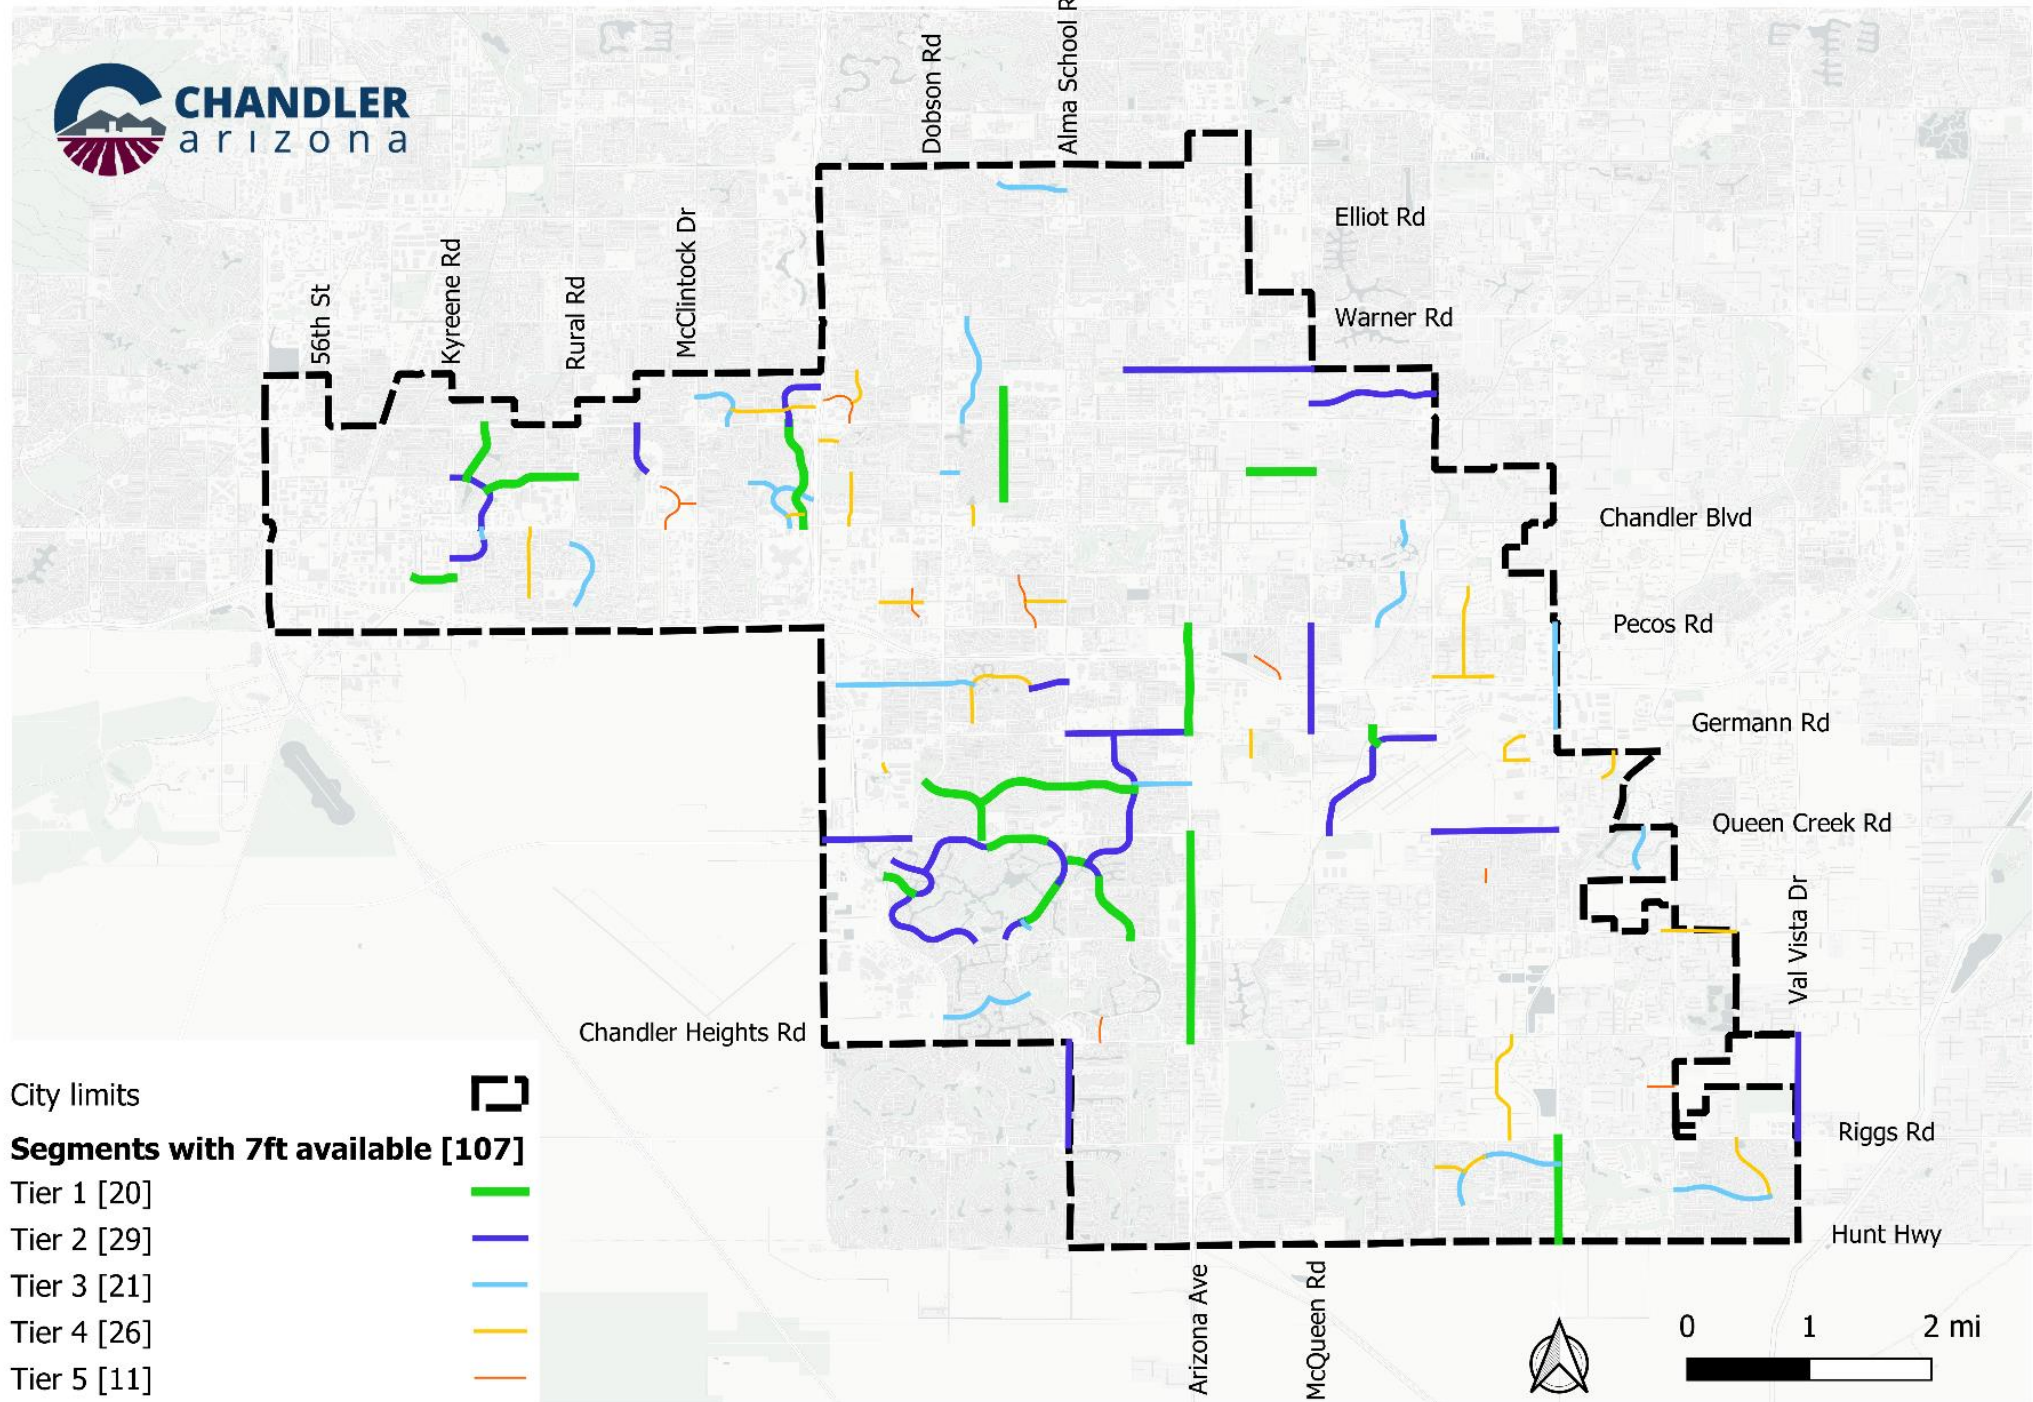 CHANDLER
arizona
Dobson Rd
Alma School R
Elliot Rd
Warner Rd
56th St
Kyreene Rd
Rural Rd
McClintock Dr
Chandler Blvd
Pecos Rd
Germann Rd
Queen Creek Rd
Val Vista Dr
Chandler Heights Rd
Riggs Rd
Hunt Hwy
Arizona Ave
McQueen Rd
City limits
Segments with 7ft available [107]
Tier 1 [20]
Tier 2 [29]
Tier 3 [21]
Tier 4 [26]
Tier 5 [11]
0 1 2 mi